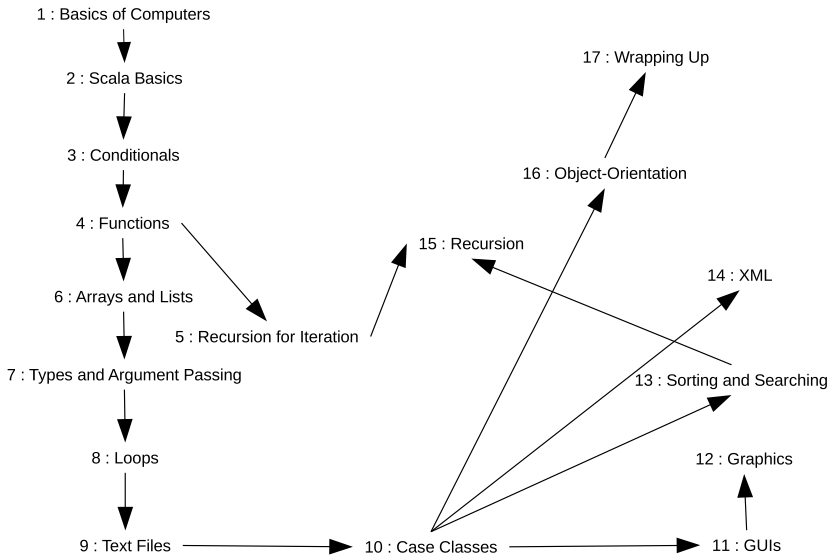 1 : Basics of Computers
2 : Scala Basics
3 : Conditionals
4 : Functions
6 : Arrays and Lists
5 : Recursion for Iteration
7 : Types and Argument Passing
8 : Loops
9 : Text Files
10 : Case Classes
11 : GUIs
12 : Graphics
13 : Sorting and Searching
14 : XML
15 : Recursion
16 : Object-Orientation
17 : Wrapping Up